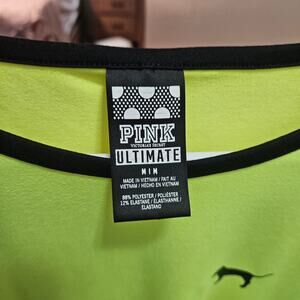 PINK
VICTORIA'S SECRET
ULTIMATE
M | M
MADE IN VIETNAM / FAIT AU
VIETNAM / HECHO EN VIETNAM
88% POLYESTER / POLIÉSTER
12% ELASTANE / ÉLASTHANNE /
ELASTANO